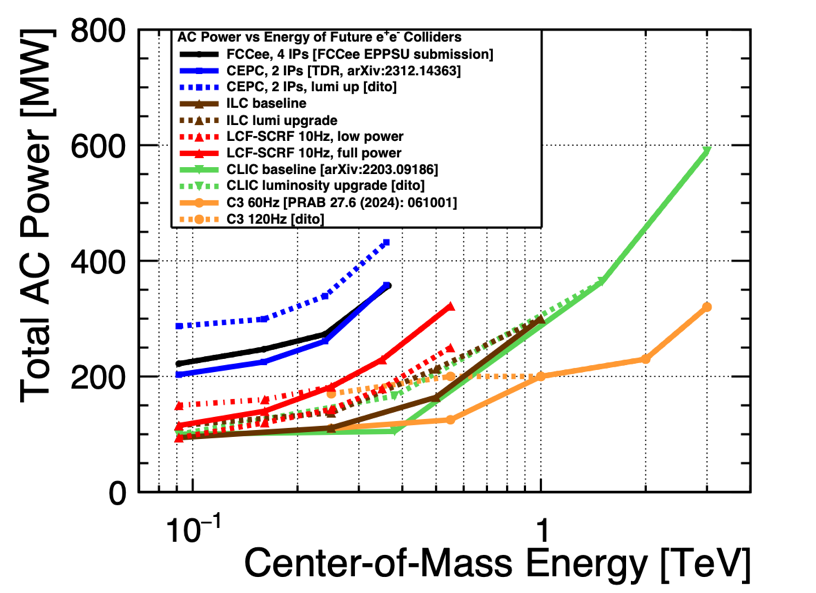 AC Power vs Energy of Future e⁺e⁻ Colliders
FCCee, 4 IPs [FCCee EPPSU submission]
CEPC, 2 IPs [TDR, arXiv:2312.14363]
CEPC, 2 IPs, lumi up [dito]
ILC baseline
ILC lumi upgrade
LCF-SCRF 10Hz, low power
LCF-SCRF 10Hz, full power
CLIC baseline [arXiv:2203.09186]
CLIC luminosity upgrade [dito]
C3 60Hz [PRAB 27.6 (2024): 061001]
C3 120Hz [dito]
Total AC Power [MW]
800
600
400
200
0
10⁻¹
1
Center-of-Mass Energy [TeV]